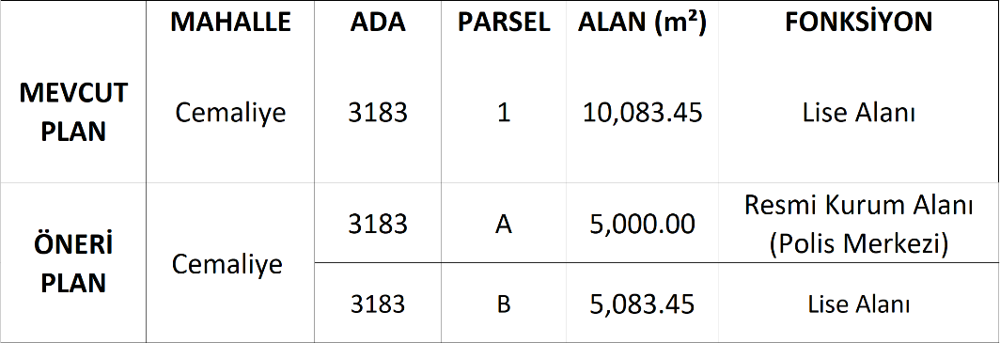 MAHALLE ADA PARSEL ALAN (m²) FONKSİYON
MEVCUT PLAN Cemaliye 3183 1 10,083.45 Lise Alanı
ÖNERİ PLAN Cemaliye 3183 A 5,000.00 Resmi Kurum Alanı (Polis Merkezi)
3183 B 5,083.45 Lise Alanı